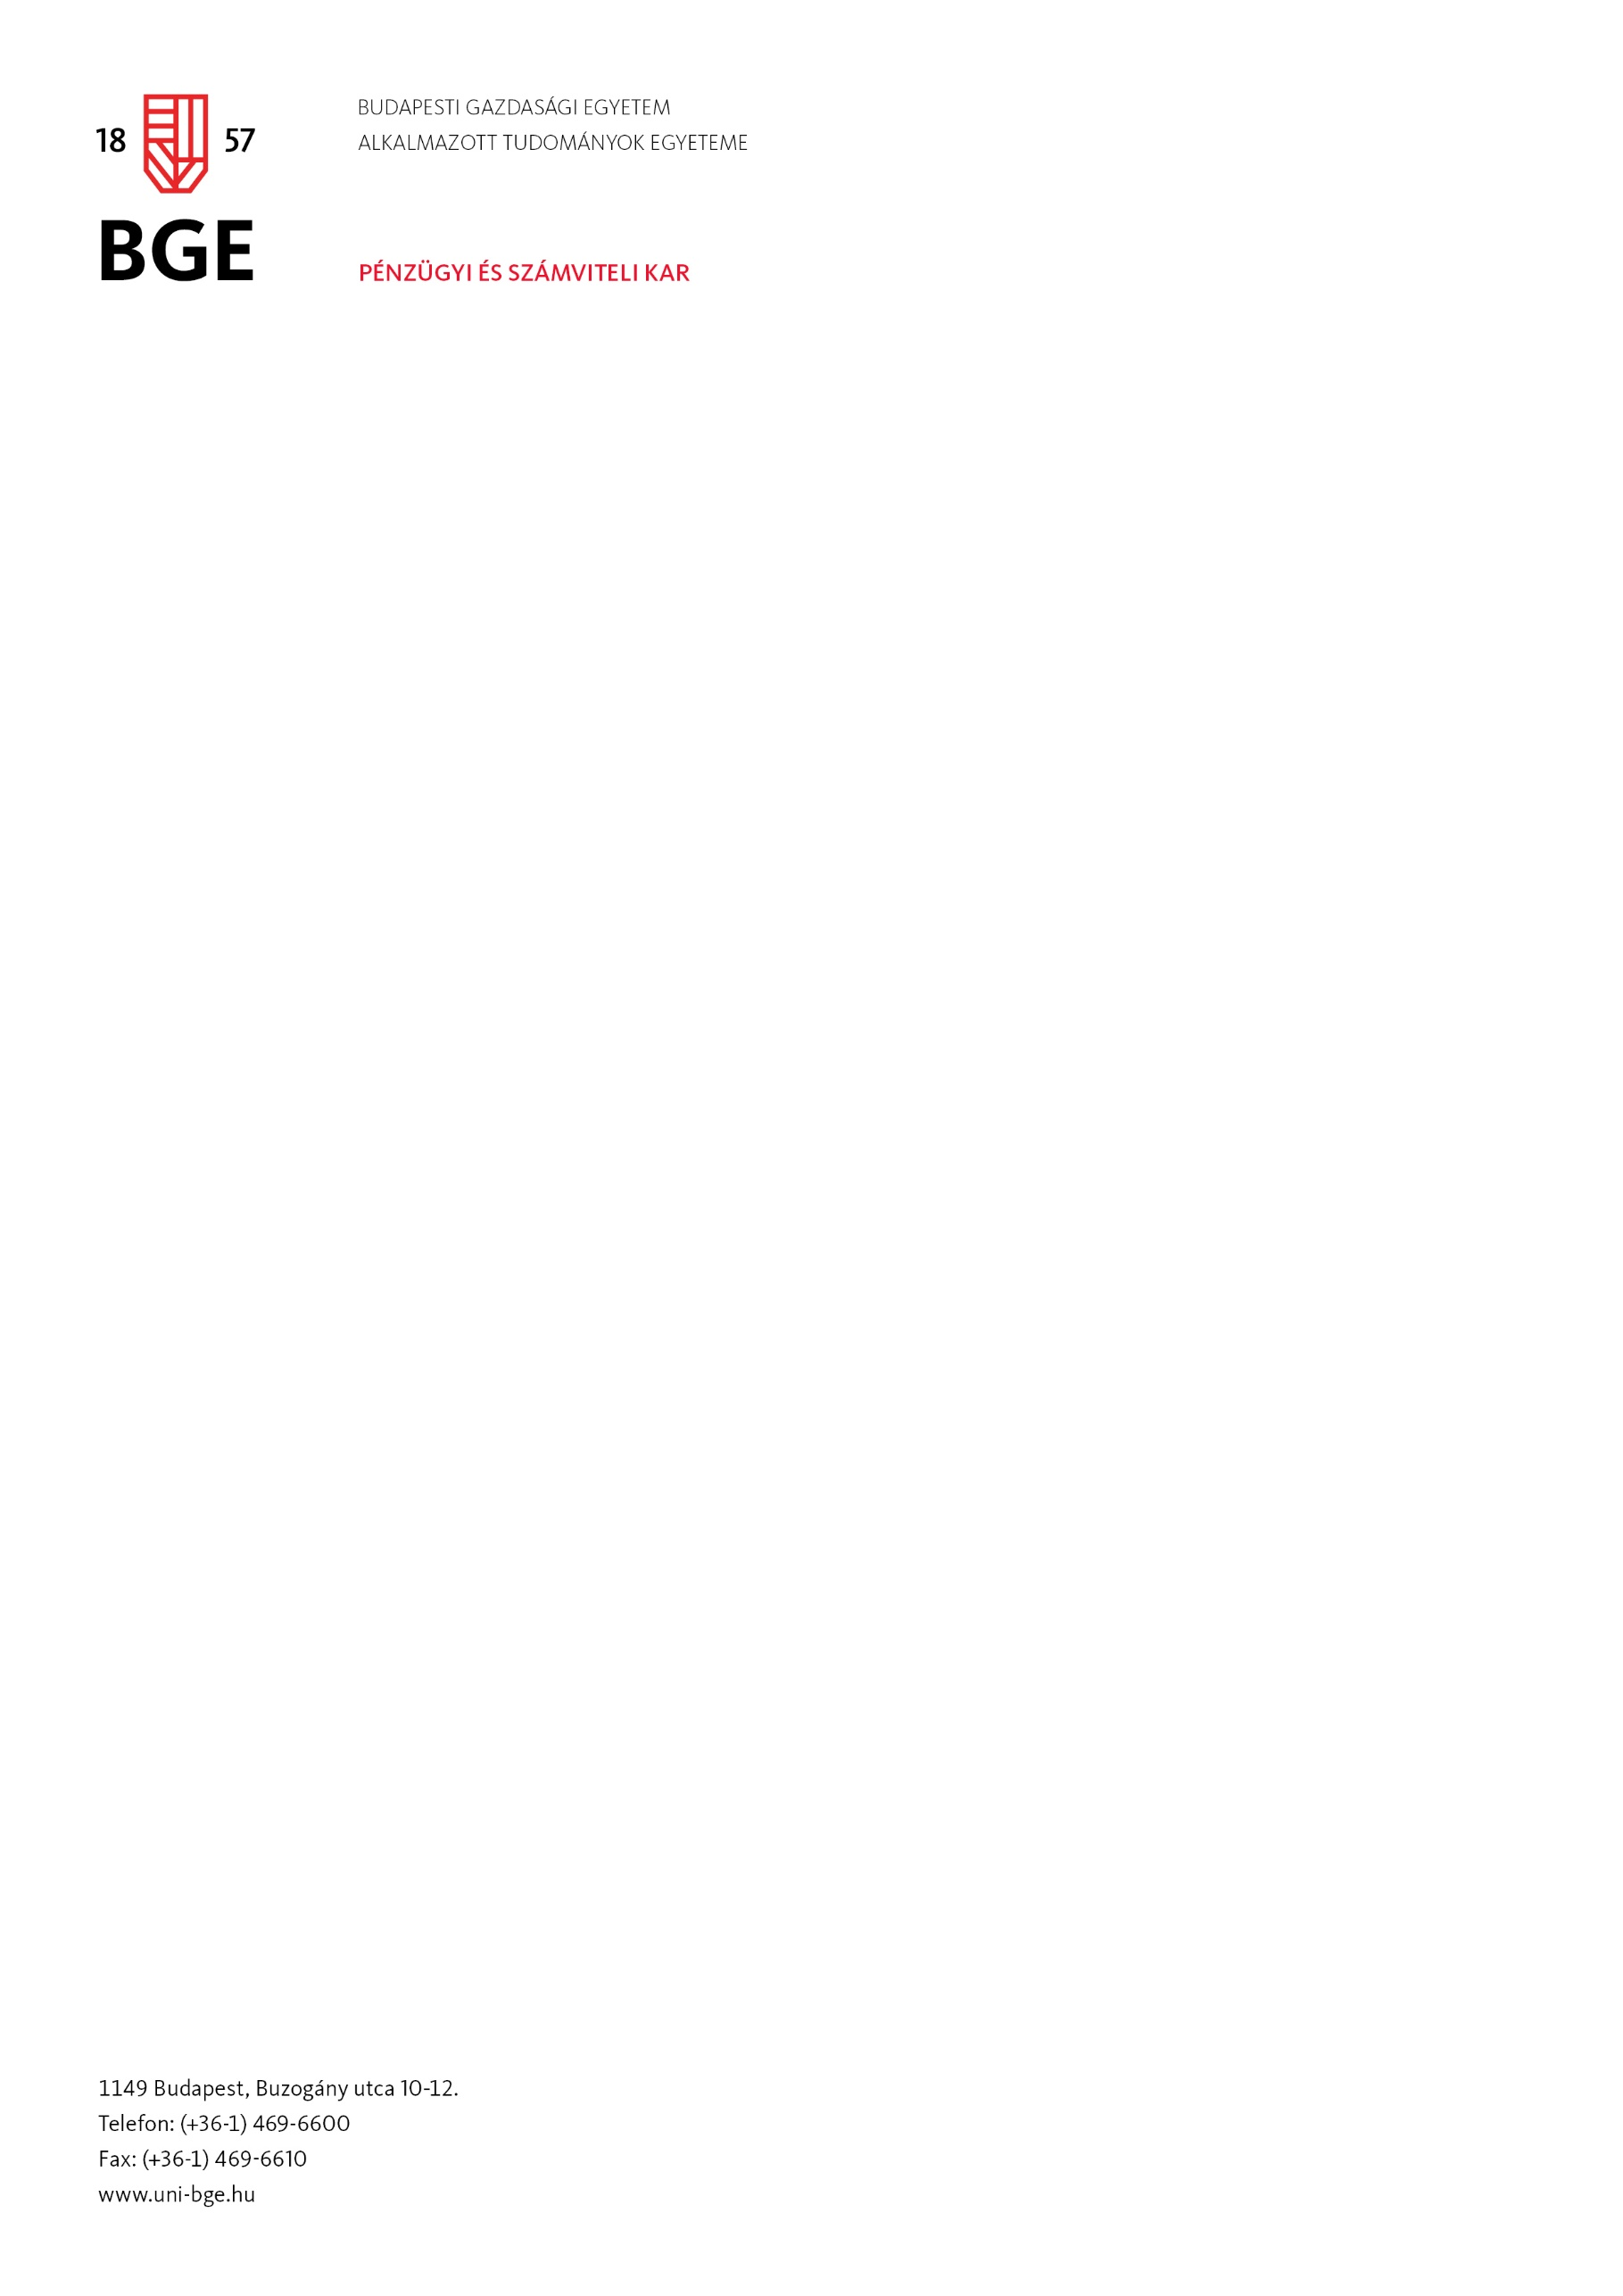 18 57
BGE
BUDAPESTI GAZDASÁGI EGYETEM
ALKALMAZOTT TUDOMÁNYOK EGYETEME
PÉNZÜGYI ÉS SZÁMVITELI KAR
1149 Budapest, Buzogány utca 10-12.
Telefon: (+36-1) 469-6600
Fax: (+36-1) 469-6610
www.uni-bge.hu